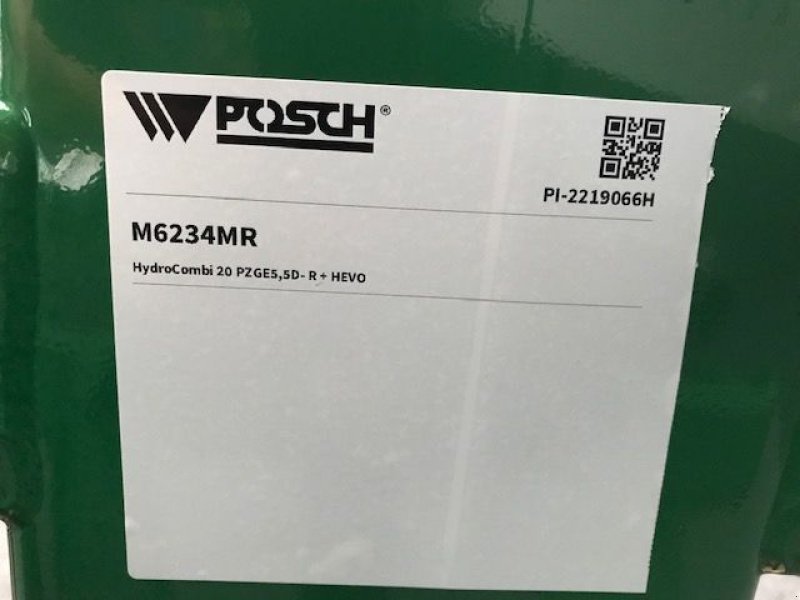 POSCH®
PI-2219066H
M6234MR
HydroCombi 20 PZGE5,5D- R + HEVO